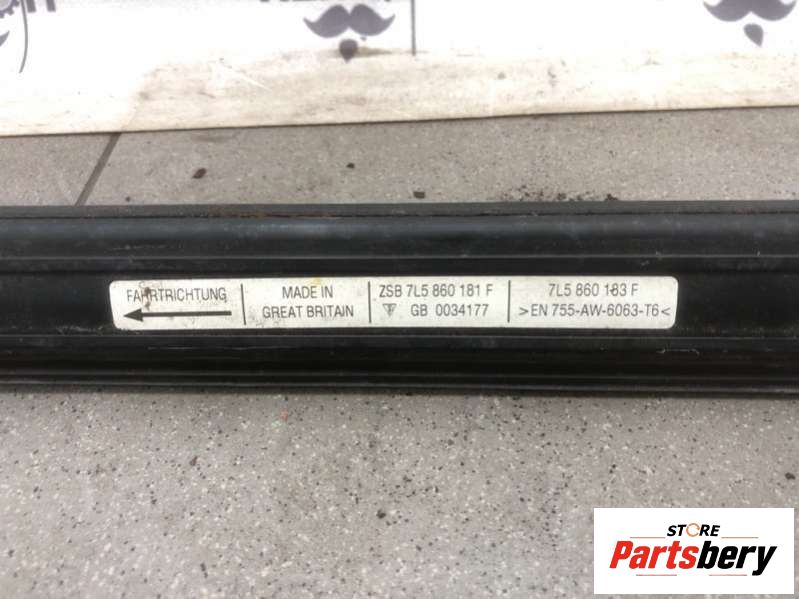 FAHRTRICHTUNG
MADE IN
GREAT BRITAIN
ZSB 7L5 860 181 F
GB 0034177
7L5 860 183 F
>EN 755-AW-6063-T6<
STORE
Partsbery